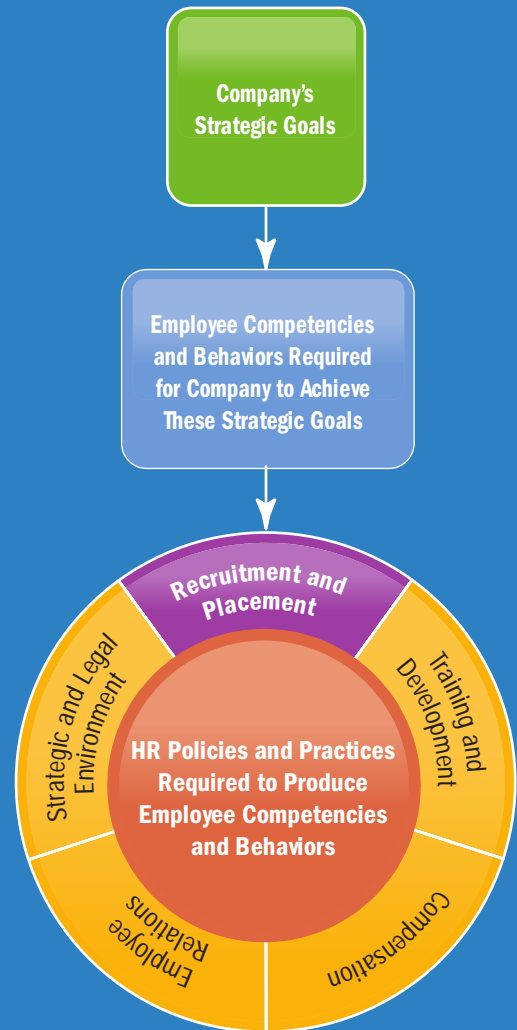 Company's
Strategic Goals
Employee Competencies
and Behaviors Required
for Company to Achieve
These Strategic Goals
Recruitment and
Placement
Training and
Development
Compensation
Employee
Relations
Strategic and Legal
Environment
HR Policies and Practices
Required to Produce
Employee Competencies
and Behaviors